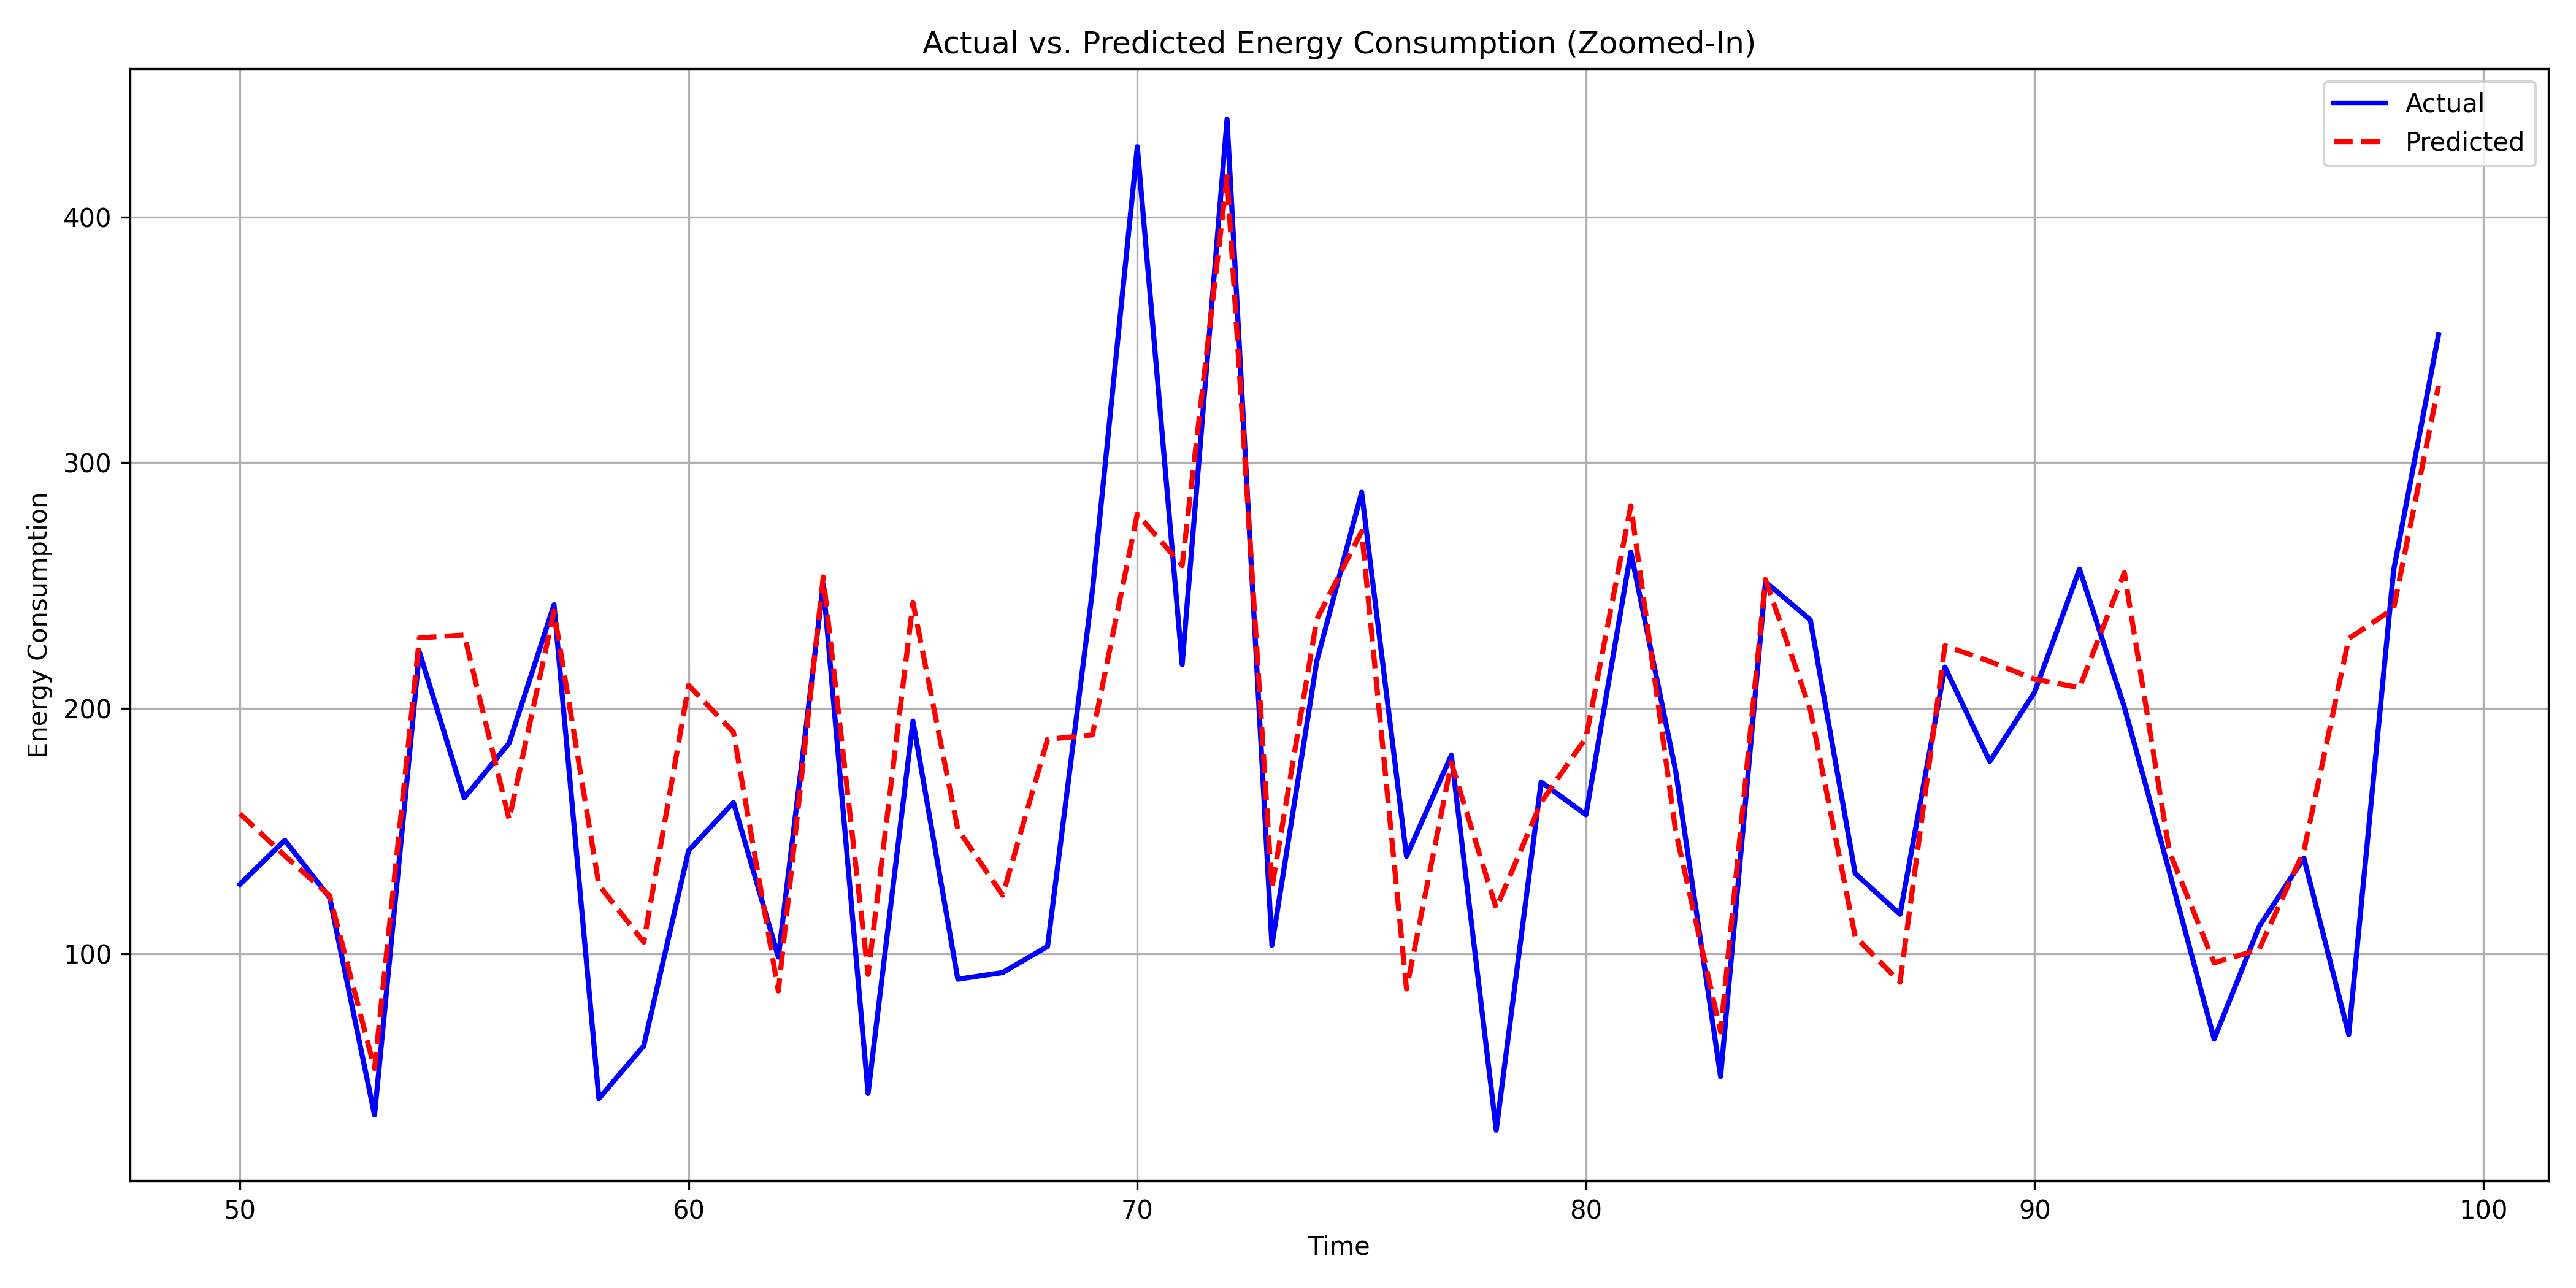 Actual vs. Predicted Energy Consumption (Zoomed-In)
Actual
Predicted
Energy Consumption
400
300
200
100
50 60 70 80 90 100
Time